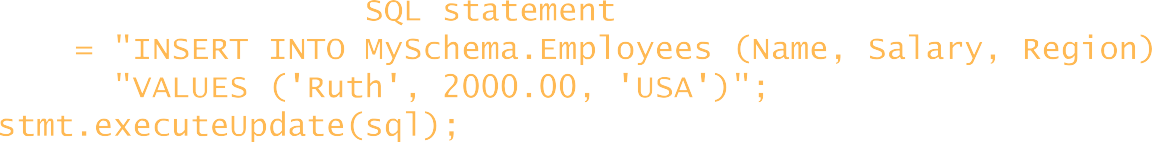 SQL statement
= "INSERT INTO MySchema.Employees (Name, Salary, Region)
"VALUES ('Ruth', 2000.00, 'USA')";
stmt.executeUpdate(sql);